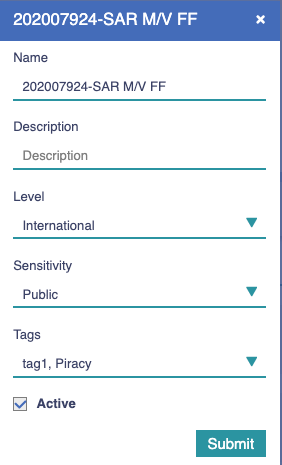 202007924-SAR M/V FF ×
Name
202007924-SAR M/V FF
Description
Description
Level
International
Sensitivity
Public
Tags
tag1, Piracy
Active
Submit